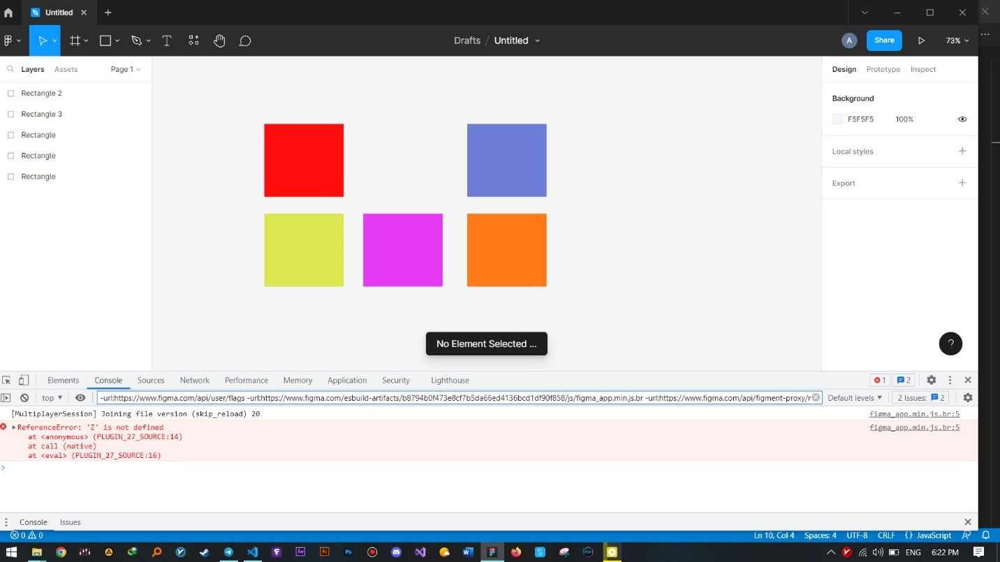 Untitled
Drafts / Untitled
A
Share
73%
Layers
Assets
Page 1
Rectangle 2
Rectangle 3
Rectangle
Rectangle
Rectangle
Design
Prototype
Inspect
Background
F5F5F5
100%
Local styles
Export
No Element Selected ...
?
Elements
Console
Sources
Network
Performance
Memory
Application
Security
Lighthouse
1
2
top
-url:https://www.figma.com/api/user/flags -url:https://www.figma.com/esbuild-artifacts/b8794b0f473e8cf7b5da66ed4136bcd1df90f858/js/figma_app.min.js.br -url:https://www.figma.com/api/figment-proxy/r
Default levels
2 Issues: 2
[MultiplayerSession] Joining file version (skip_reload) 20
figma_app.min.js.br:5
ReferenceError: 'Z' is not defined
figma_app.min.js.br:5
at <anonymous> (PLUGIN_27_SOURCE:14)
at call (native)
at <eval> (PLUGIN_27_SOURCE:16)
Console
Issues
0 0
Ln 10, Col 4
Spaces: 4
UTF-8
CRLF
{} JavaScript
Ae
Ai
Ps
W
ENG
6:22 PM